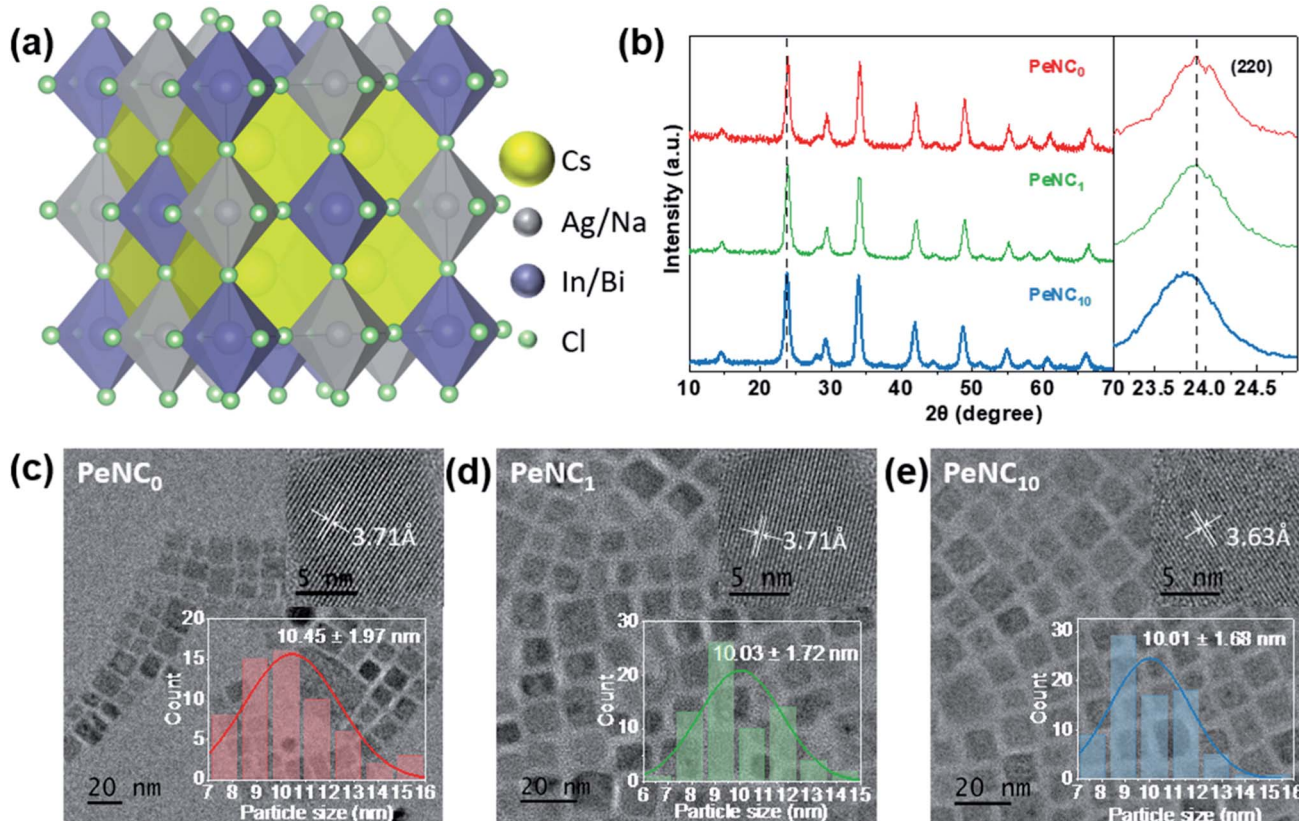 (a)
Cs
Ag/Na
In/Bi
Cl
(b)
Intensity (a.u.)
PeNC₀
PeNC₁
PeNC₁₀
(220)
10 20 30 40 50 60 70 23.5 24.0 24.5
2θ (degree)
(c)
PeNC₀
3.71Å
5 nm
10.45 ± 1.97 nm
Count
20
15
10
5
0
7 8 9 10 11 12 13 14 15 16
Particle size (nm)
20 nm
(d)
PeNC₁
3.71Å
5 nm
10.03 ± 1.72 nm
Count
30
20
10
0
6 7 8 9 10 11 12 13 14 15
Particle size (nm)
20 nm
(e)
PeNC₁₀
3.63Å
5 nm
10.01 ± 1.68 nm
Count
30
20
10
0
7 8 9 10 11 12 13 14 15 16
Particle size (nm)
20 nm